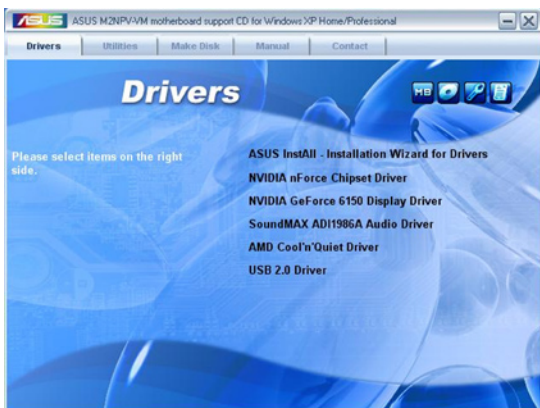 ASUS ASUS M2NPV-VM motherboard support CD for Windows XP Home/Professional
Drivers Utilities Make Disk Manual Contact
Drivers
MB
Please select items on the right
side.
ASUS InstAll - Installation Wizard for Drivers
NVIDIA nForce Chipset Driver
NVIDIA GeForce 6150 Display Driver
SoundMAX ADI1986A Audio Driver
AMD Cool'n'Quiet Driver
USB 2.0 Driver